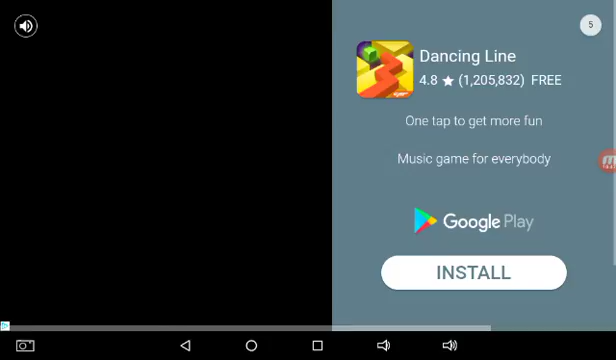 5
Dancing Line
4.8 ★ (1,205,832) FREE
One tap to get more fun
Music game for everybody
Google Play
INSTALL